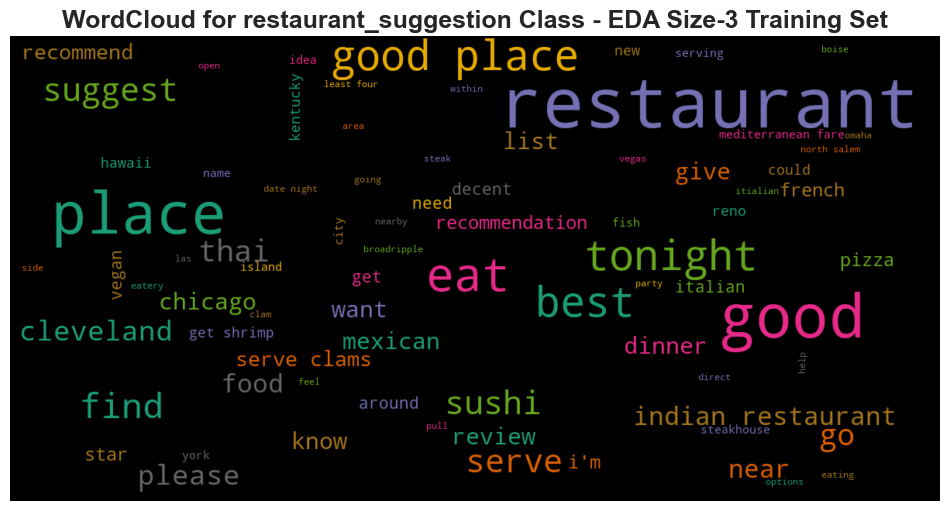 WordCloud for restaurant_suggestion Class - EDA Size-3 Training Set
recommend
open
idea
good place
new
serving
boise
suggest
kentucky
least four
within
restaurant
area
list
mediterranean fare
omaha
north salem
hawaii
name
steak
vegas
date night
going
decent
give
could
itialian
french
place
need
city
nearby
recommendation
fish
reno
thai
las
broadripple
tonight
side
vegan
island
eatery
get
eat
party
italian
pizza
chicago
clam
want
best
good
cleveland
get shrimp
mexican
dinner
serve clams
help
food
feel
direct
find
around
sushi
indian restaurant
pull
review
steakhouse
go
know
star
york
serve
i'm
near
please
options
eating